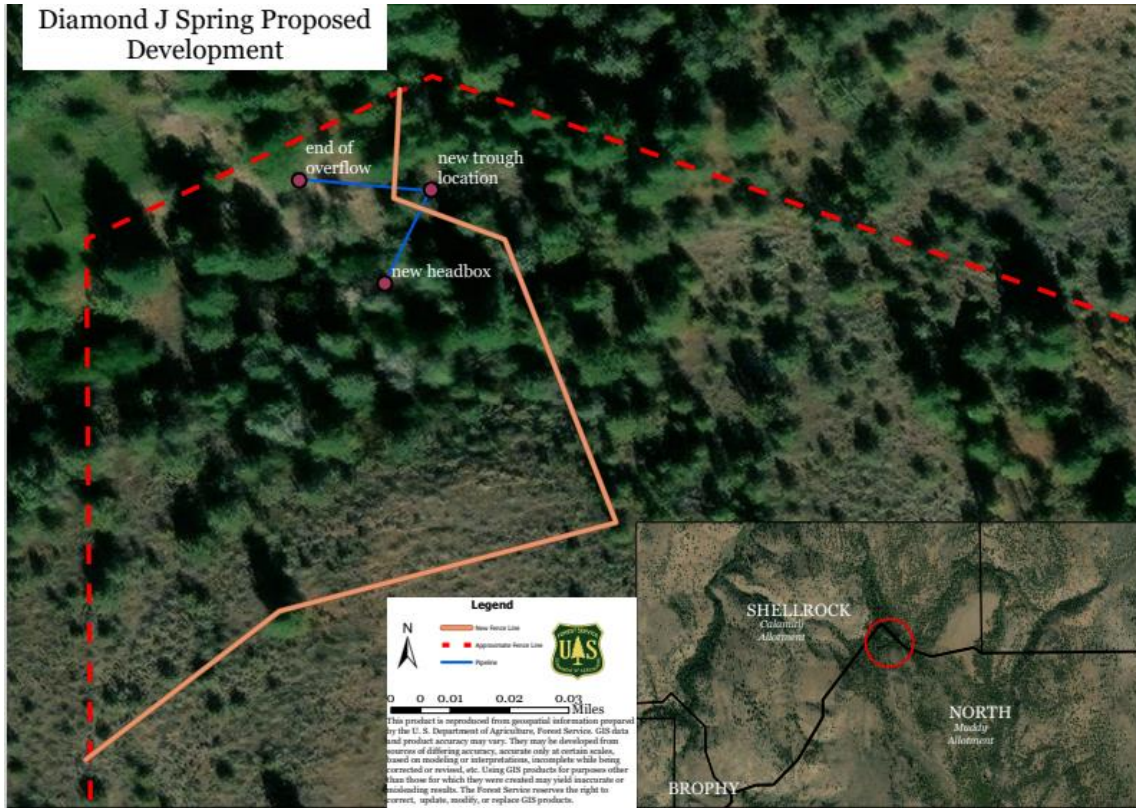 Diamond J Spring Proposed
Development
end of
overflow
new trough
location
new headbox
Legend
N
New Fence Line
Approximate Fence Line
Pipeline
FOREST SERVICE
U S
DEPARTMENT OF AGRICULTURE
0 0 0.01 0.02 0.03
Miles
This product is reproduced from geospatial information prepared
by the U. S. Department of Agriculture, Forest Service. GIS data
and product accuracy may vary. They may be developed from
sources of differing accuracy, accurate only at certain scales,
based on modeling or interpretations, incomplete while being
corrected or revised, etc. Using GIS products for purposes other
than those for which they were created may yield inaccurate or
misleading results. The Forest Service reserves the right to
correct, update, modify, or replace GIS products.
SHELLROCK
Calamity
Allotment
NORTH
Muddy
Allotment
BROPHY